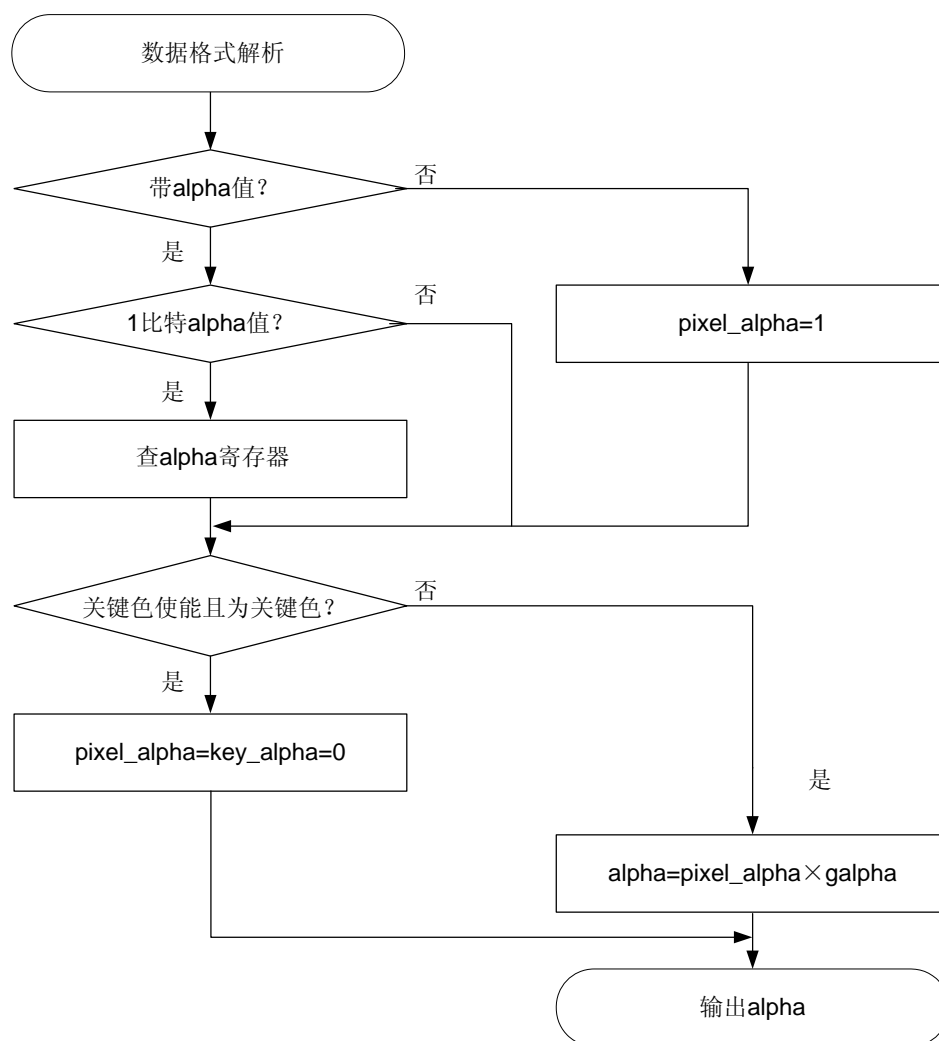 数据格式解析
带alpha值？
否
是
1比特alpha值？
否
pixel_alpha=1
是
查alpha寄存器
关键色使能且为关键色？
否
是
pixel_alpha=key_alpha=0
是
alpha=pixel_alpha×galpha
输出alpha